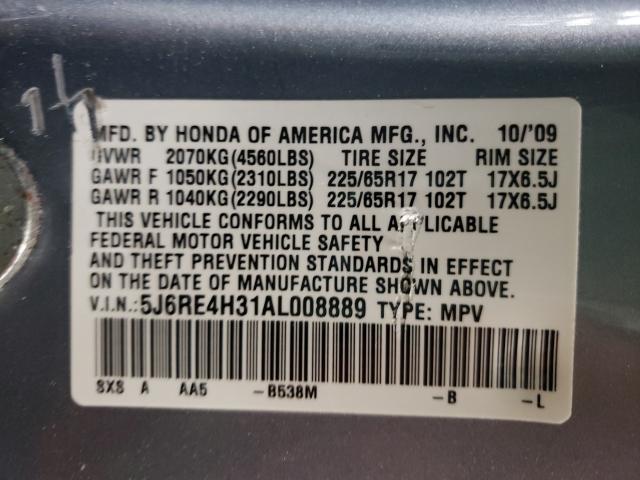 14
MFD. BY HONDA OF AMERICA MFG., INC. 10/'09
GVWR 2070KG(4560LBS) TIRE SIZE RIM SIZE
GAWR F 1050KG(2310LBS) 225/65R17 102T 17X6.5J
GAWR R 1040KG(2290LBS) 225/65R17 102T 17X6.5J
THIS VEHICLE CONFORMS TO ALL APPLICABLE
FEDERAL MOTOR VEHICLE SAFETY
AND THEFT PREVENTION STANDARDS IN EFFECT
ON THE DATE OF MANUFACTURE SHOWN ABOVE.
V.I.N.:5J6RE4H31AL008889 TYPE: MPV
SXS A AA5 -B538M -B -L